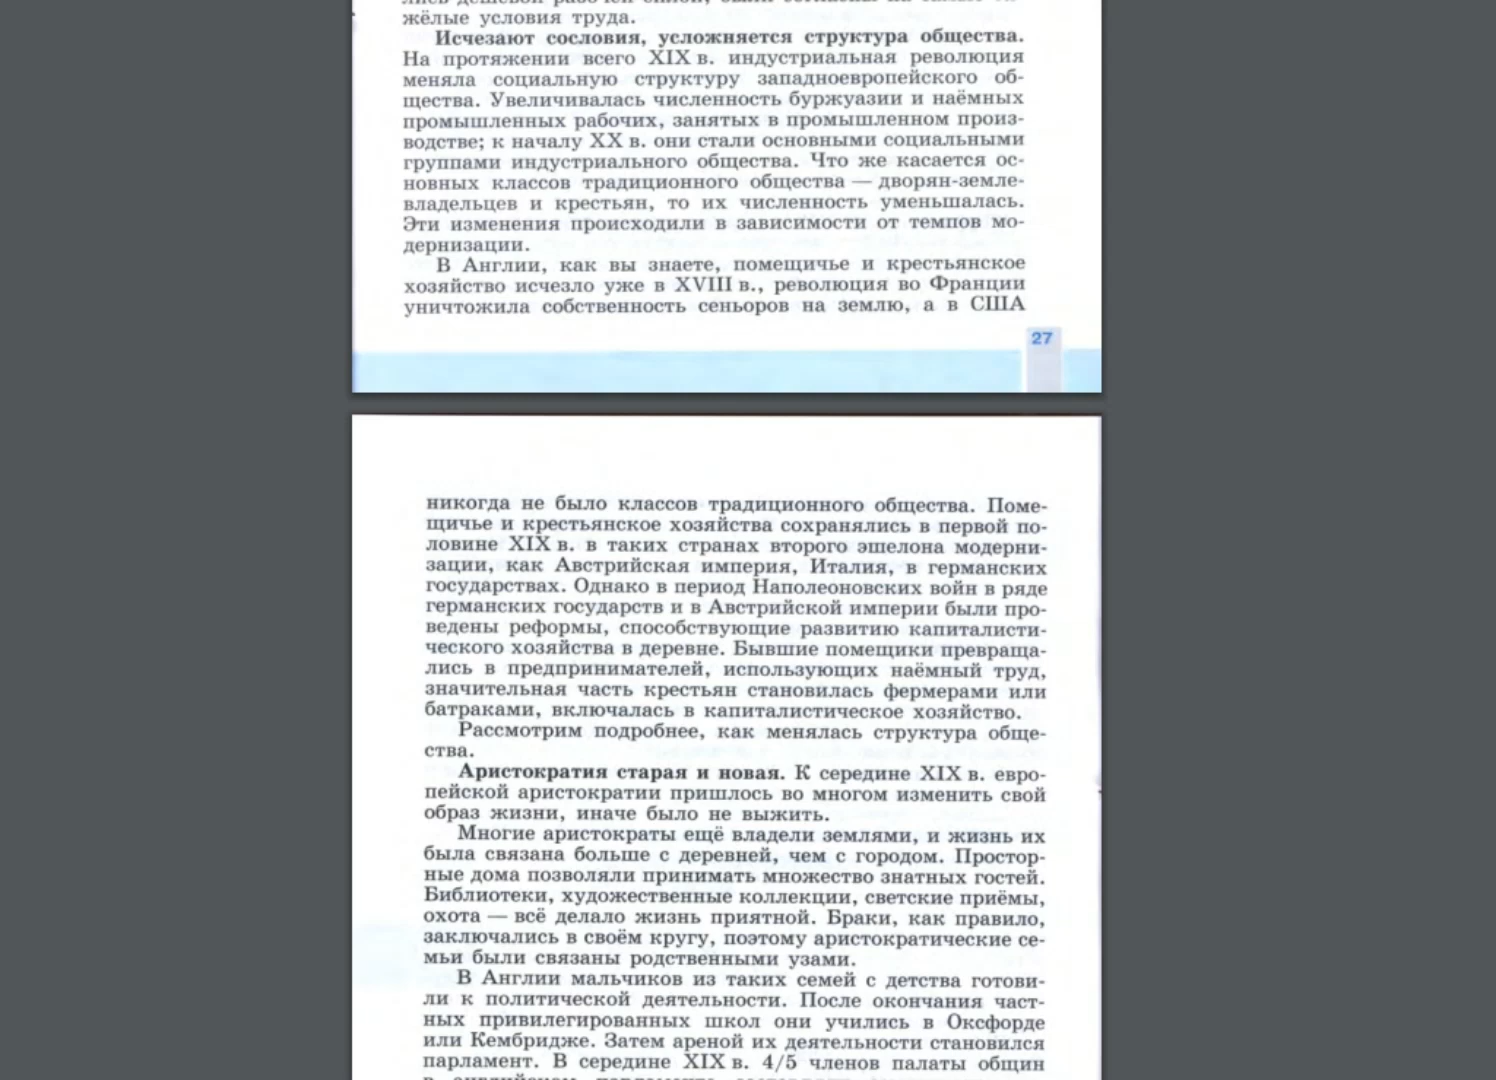 жёлые условия труда.
Исчезают сословия, усложняется структура общества.
На протяжении всего XIX в. индустриальная революция
меняла социальную структуру западноевропейского об-
щества. Увеличивалась численность буржуазии и наёмных
промышленных рабочих, занятых в промышленном произ-
водстве; к началу XX в. они стали основными социальными
группами индустриального общества. Что же касается ос-
новных классов традиционного общества — дворян-земле-
владельцев и крестьян, то их численность уменьшалась.
Эти изменения происходили в зависимости от темпов мо-
дернизации.
В Англии, как вы знаете, помещичье и крестьянское
хозяйство исчезло уже в XVIII в., революция во Франции
уничтожила собственность сеньоров на землю, а в США
27
никогда не было классов традиционного общества. Поме-
щичье и крестьянское хозяйства сохранялись в первой по-
ловине XIX в. в таких странах второго эшелона модерни-
зации, как Австрийская империя, Италия, в германских
государствах. Однако в период Наполеоновских войн в ряде
германских государств и в Австрийской империи были про-
ведены реформы, способствующие развитию капиталисти-
ческого хозяйства в деревне. Бывшие помещики превраща-
лись в предпринимателей, использующих наёмный труд,
значительная часть крестьян становилась фермерами или
батраками, включалась в капиталистическое хозяйство.
Рассмотрим подробнее, как менялась структура обще-
ства.
Аристократия старая и новая. К середине XIX в. евро-
пейской аристократии пришлось во многом изменить свой
образ жизни, иначе было не выжить.
Многие аристократы ещё владели землями, и жизнь их
была связана больше с деревней, чем с городом. Простор-
ные дома позволяли принимать множество знатных гостей.
Библиотеки, художественные коллекции, светские приёмы,
охота — всё делало жизнь приятной. Браки, как правило,
заключались в своём кругу, поэтому аристократические се-
мьи были связаны родственными узами.
В Англии мальчиков из таких семей с детства готови-
ли к политической деятельности. После окончания част-
ных привилегированных школ они учились в Оксфорде
или Кембридже. Затем ареной их деятельности становился
парламент. В середине XIX в. 4/5 членов палаты общин